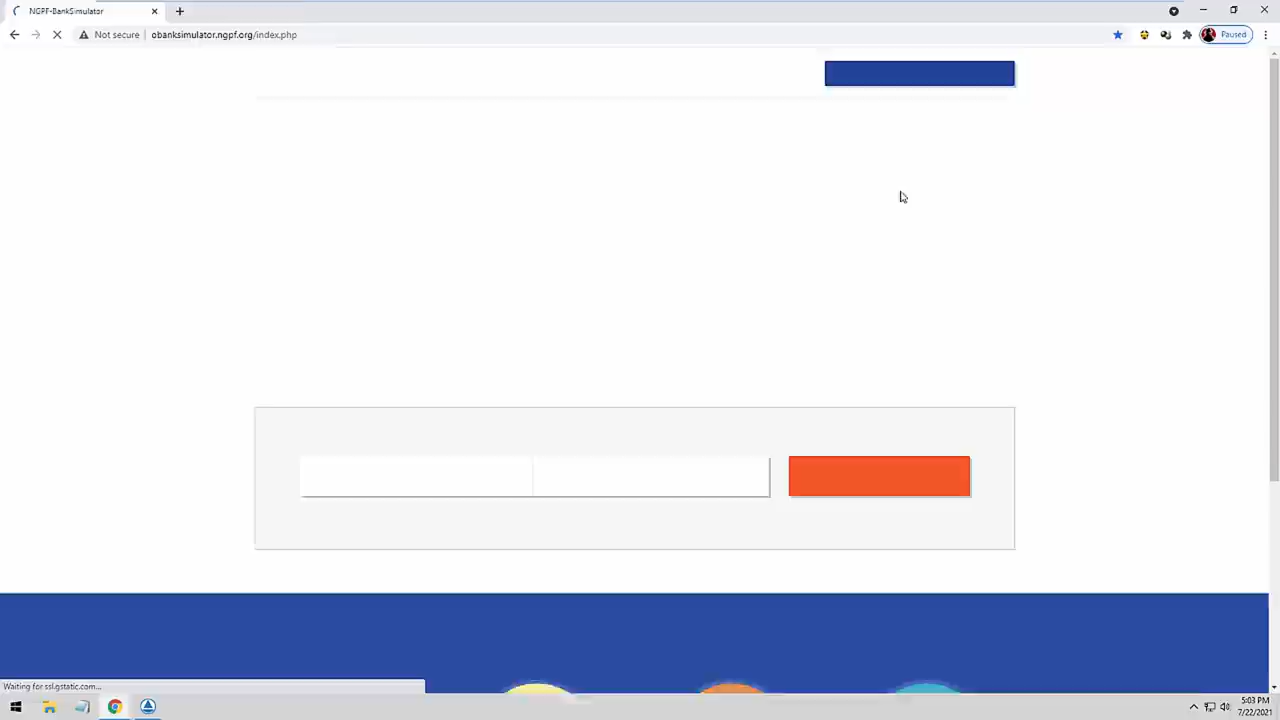 NGPF-BankSimulator
Not secure
obanksimulator.ngpf.org/index.php
Paused
Waiting for ssl.gstatic.com...
5:03 PM
7/22/2021